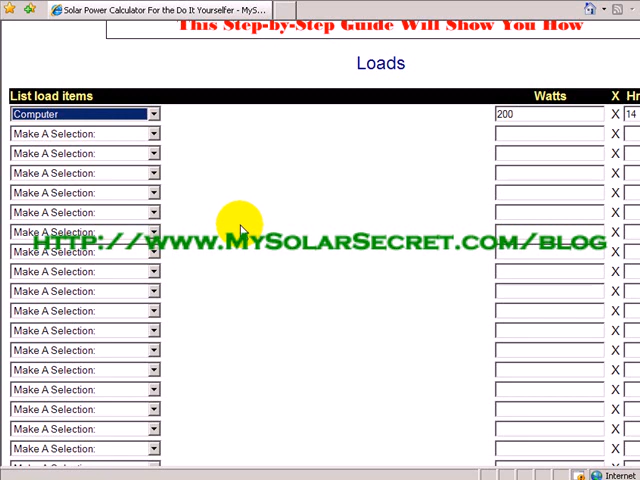 Solar Power Calculator For the Do It Yourselfer - MyS...
This Step-by-Step Guide Will Show You How
Loads
List load items Watts X Hr
Computer 200 X 14
Make A Selection: X
Make A Selection: X
Make A Selection: X
Make A Selection: X
Make A Selection: X
Make A Selection: X
http://www.MySolarSecret.com/blog
Make A Selection: X
Make A Selection: X
Make A Selection: X
Make A Selection: X
Make A Selection: X
Make A Selection: X
Make A Selection: X
Make A Selection: X
Make A Selection: X
Make A Selection: X
Make A Selection: X
Internet